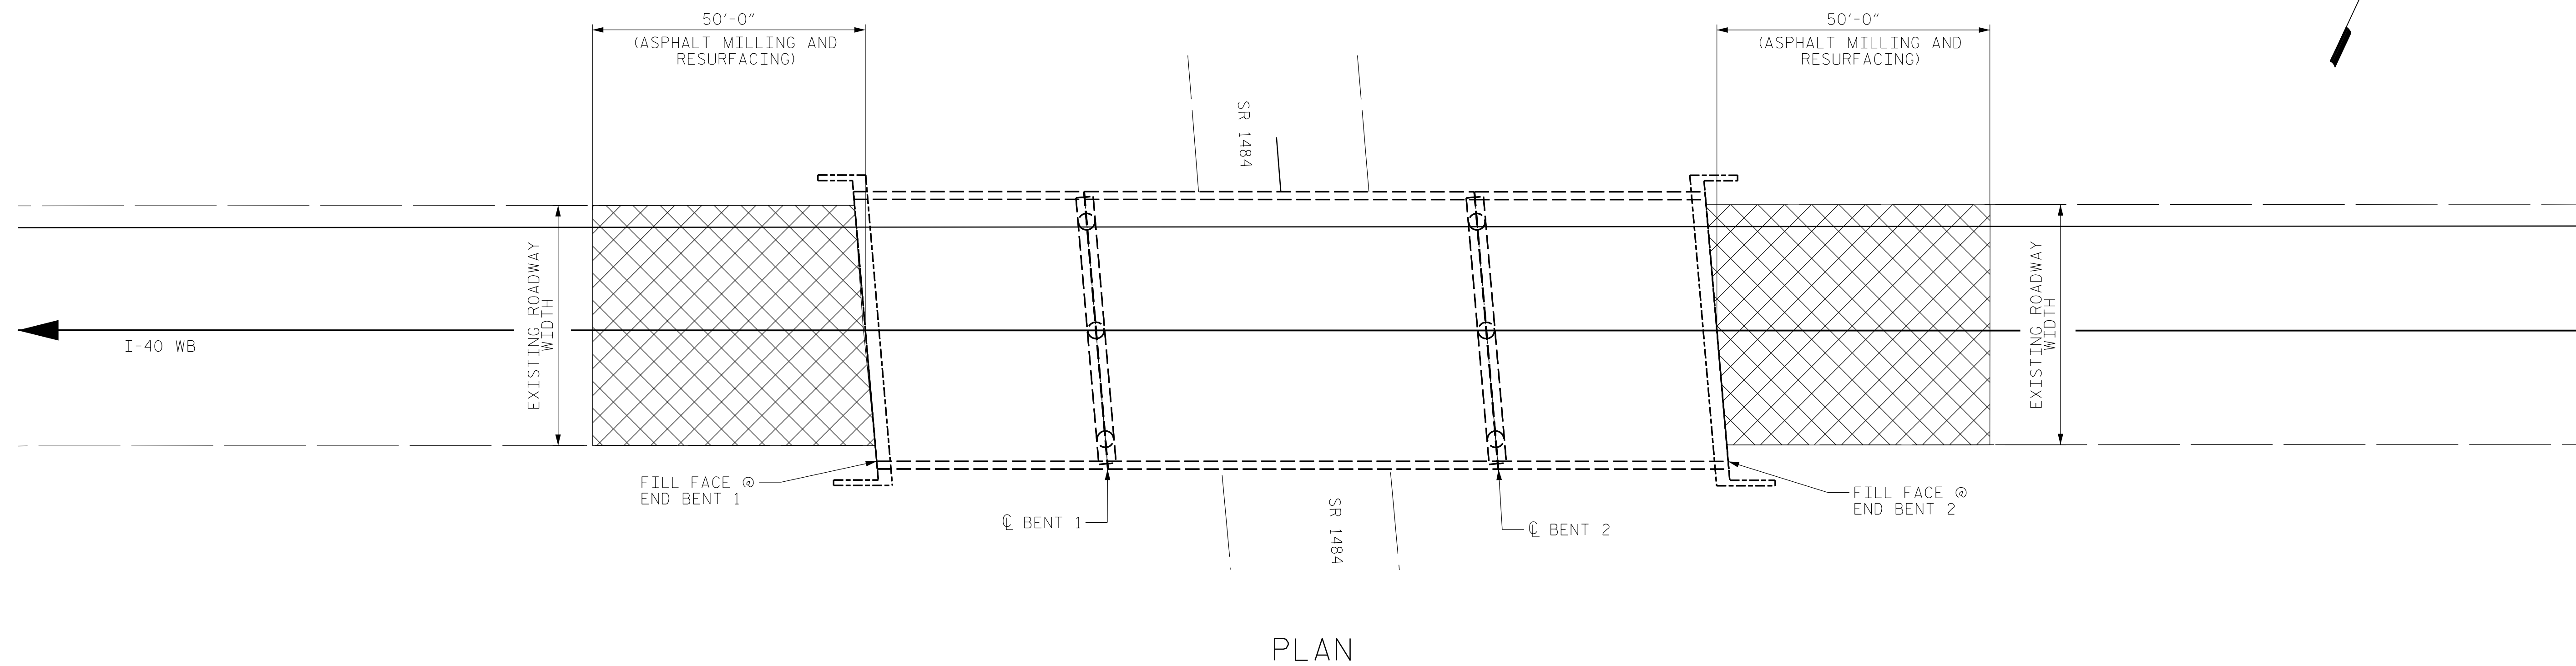 50'-0"
(ASPHALT MILLING AND
RESURFACING)
50'-0"
(ASPHALT MILLING AND
RESURFACING)
SR 1484
EXISTING ROADWAY
WIDTH
EXISTING ROADWAY
WIDTH
I-40 WB
FILL FACE @
END BENT 1
℄ BENT 1
SR 1484
℄ BENT 2
FILL FACE @
END BENT 2
PLAN